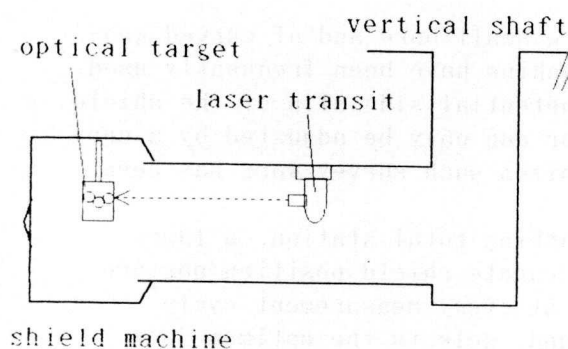 vertical shaft
optical target
laser transit
shield machine